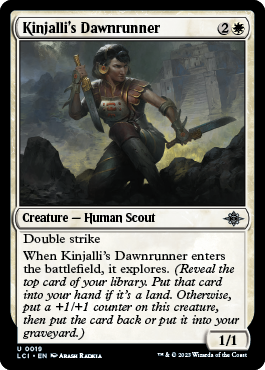 Kinjalli's Dawnrunner 2
Creature — Human Scout
Double strike
When Kinjalli's Dawnrunner enters
the battlefield, it explores. (Reveal the
top card of your library. Put that card
into your hand if it's a land. Otherwise,
put a +1/+1 counter on this creature,
then put the card back or put it into your
graveyard.)
1/1
U 0019
LCI • EN Arash Radkia
™ & © 2023 Wizards of the Coast